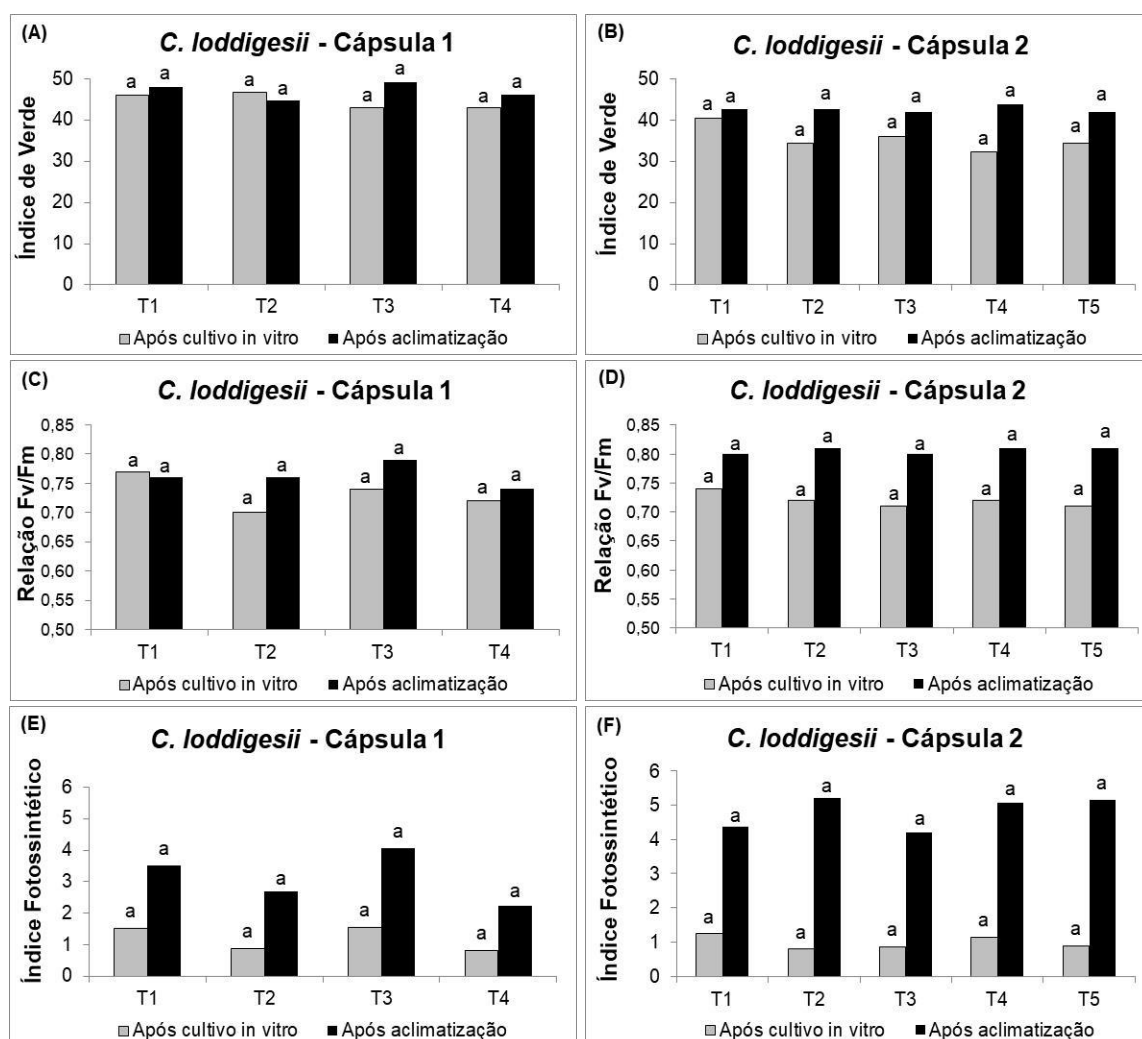 (A)
C. loddigesii - Cápsula 1
Índice de Verde
50
40
30
20
10
0
a a a a a a a a
T1 T2 T3 T4
Após cultivo in vitro Após aclimatização
(B)
C. loddigesii - Cápsula 2
Índice de Verde
50
40
30
20
10
0
a a a a a a a a a a
T1 T2 T3 T4 T5
Após cultivo in vitro Após aclimatização
(C)
C. loddigesii - Cápsula 1
Relação Fv/Fm
0,85
0,80
0,75
0,70
0,65
0,60
0,55
0,50
a a a a a a a a
T1 T2 T3 T4
Após cultivo in vitro Após aclimatização
(D)
C. loddigesii - Cápsula 2
Relação Fv/Fm
0,85
0,80
0,75
0,70
0,65
0,60
0,55
0,50
a a a a a a a a a a
T1 T2 T3 T4 T5
Após cultivo in vitro Após aclimatização
(E)
C. loddigesii - Cápsula 1
Índice Fotossintético
6
5
4
3
2
1
0
a a a a a a a a
T1 T2 T3 T4
Após cultivo in vitro Após aclimatização
(F)
C. loddigesii - Cápsula 2
Índice Fotossintético
6
5
4
3
2
1
0
a a a a a a a a a a
T1 T2 T3 T4 T5
Após cultivo in vitro Após aclimatização